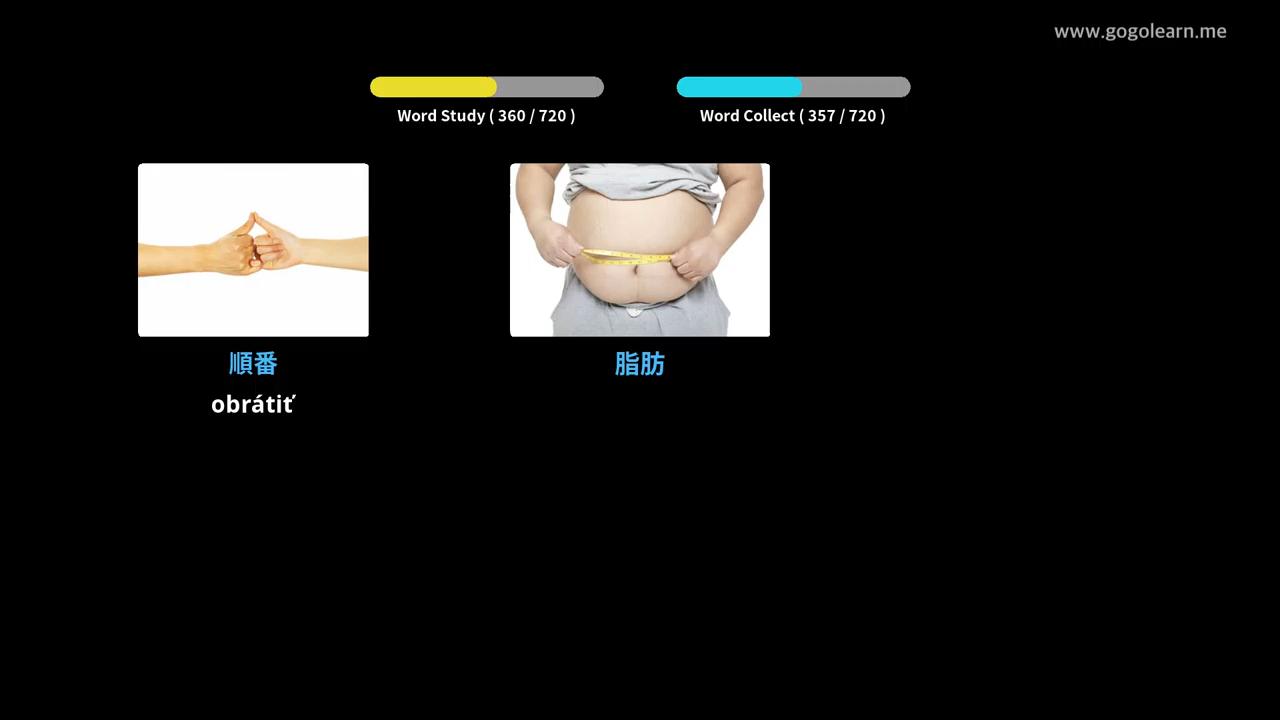 www.gogolearn.me
Word Study ( 360 / 720 )
Word Collect ( 357 / 720 )
順番
脂肪
obrátiť